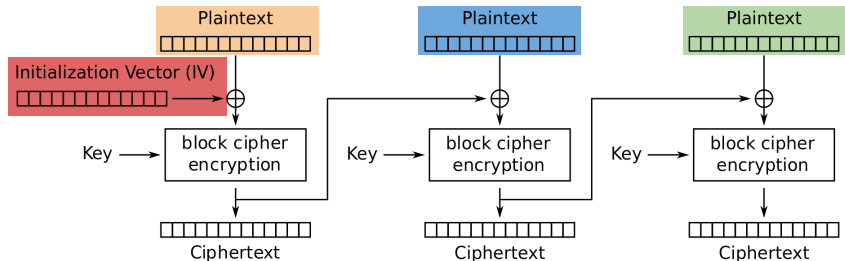 Plaintext
Plaintext
Plaintext
Initialization Vector (IV)
Key
block cipher
encryption
Key
block cipher
encryption
Key
block cipher
encryption
Ciphertext
Ciphertext
Ciphertext